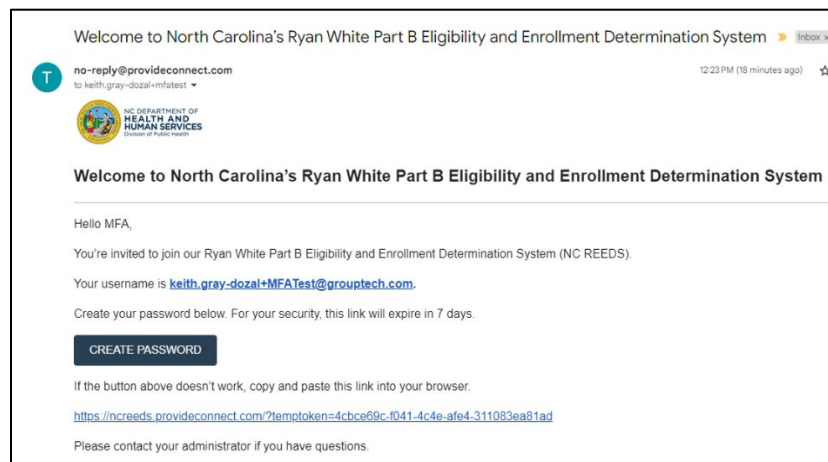 Welcome to North Carolina's Ryan White Part B Eligibility and Enrollment Determination System Inbox x
T
no-reply@provideconnect.com 12:23 PM (18 minutes ago)
to keith.gray-dozal+mfatest
NC DEPARTMENT OF
HEALTH AND
HUMAN SERVICES
Division of Public Health
Welcome to North Carolina's Ryan White Part B Eligibility and Enrollment Determination System
Hello MFA,
You're invited to join our Ryan White Part B Eligibility and Enrollment Determination System (NC REEDS).
Your username is keith.gray-dozal+MFATest@grouptech.com.
Create your password below. For your security, this link will expire in 7 days.
CREATE PASSWORD
If the button above doesn't work, copy and paste this link into your browser.
https://ncreeds.provideconnect.com/?temptoken=4cbce69c-f041-4c4e-afe4-311083ea81ad
Please contact your administrator if you have questions.